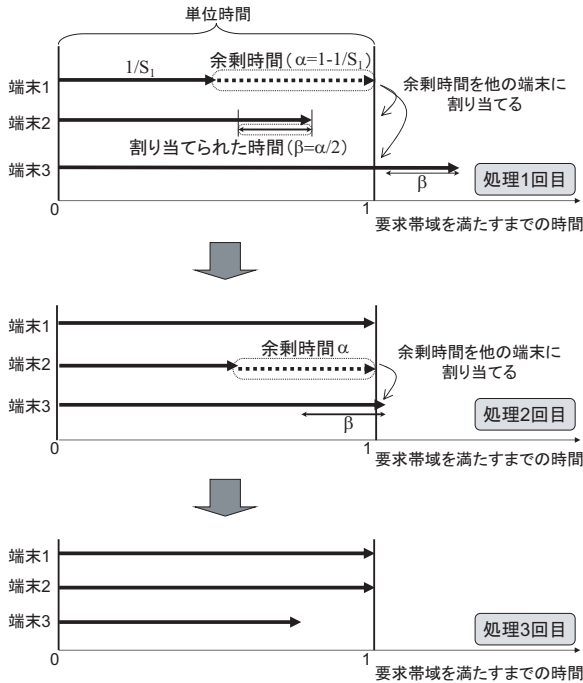 単位時間
1/S1
余剰時間(α=1-1/S1)
端末1
余剰時間を他の端末に
割り当てる
端末2
割り当てられた時間(β=α/2)
端末3
β
処理1回目
0
1
要求帯域を満たすまでの時間
端末1
余剰時間 α
端末2
余剰時間を他の端末に
割り当てる
端末3
β
処理2回目
0
1
要求帯域を満たすまでの時間
端末1
端末2
端末3
処理3回目
0
1
要求帯域を満たすまでの時間